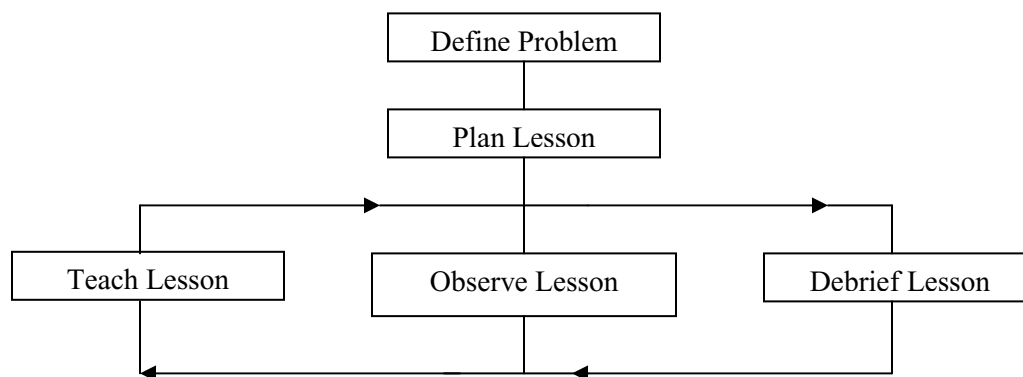 Define Problem
Plan Lesson
Teach Lesson
Observe Lesson
Debrief Lesson